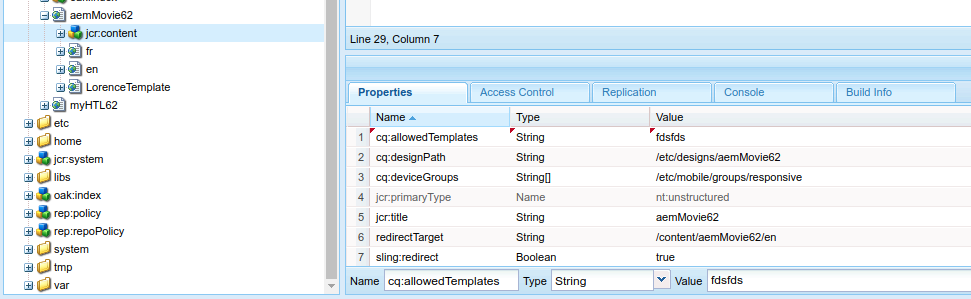 aemMovie62
jcr:content
fr
en
LorenceTemplate
myHTL62
etc
home
jcr:system
libs
oak:index
rep:policy
rep:repoPolicy
system
tmp
var
Line 29, Column 7
Properties Access Control Replication Console Build Info
Name Type Value
1 cq:allowedTemplates String fdsfds
2 cq:designPath String /etc/designs/aemMovie62
3 cq:deviceGroups String[] /etc/mobile/groups/responsive
4 jcr:primaryType Name nt:unstructured
5 jcr:title String aemMovie62
6 redirectTarget String /content/aemMovie62/en
7 sling:redirect Boolean true
Name cq:allowedTemplates Type String Value fdsfds